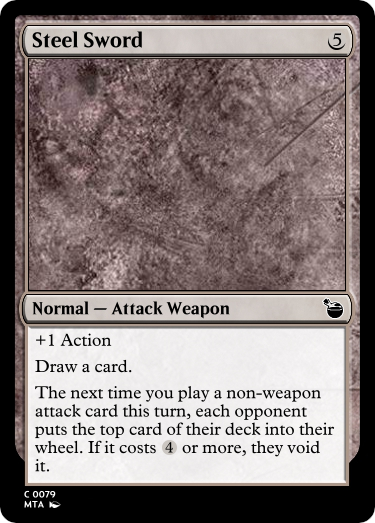 Steel Sword 5
Normal — Attack Weapon
+1 Action
Draw a card.
The next time you play a non-weapon
attack card this turn, each opponent
puts the top card of their deck into their
wheel. If it costs 4 or more, they void
it.
C 0079
MTA